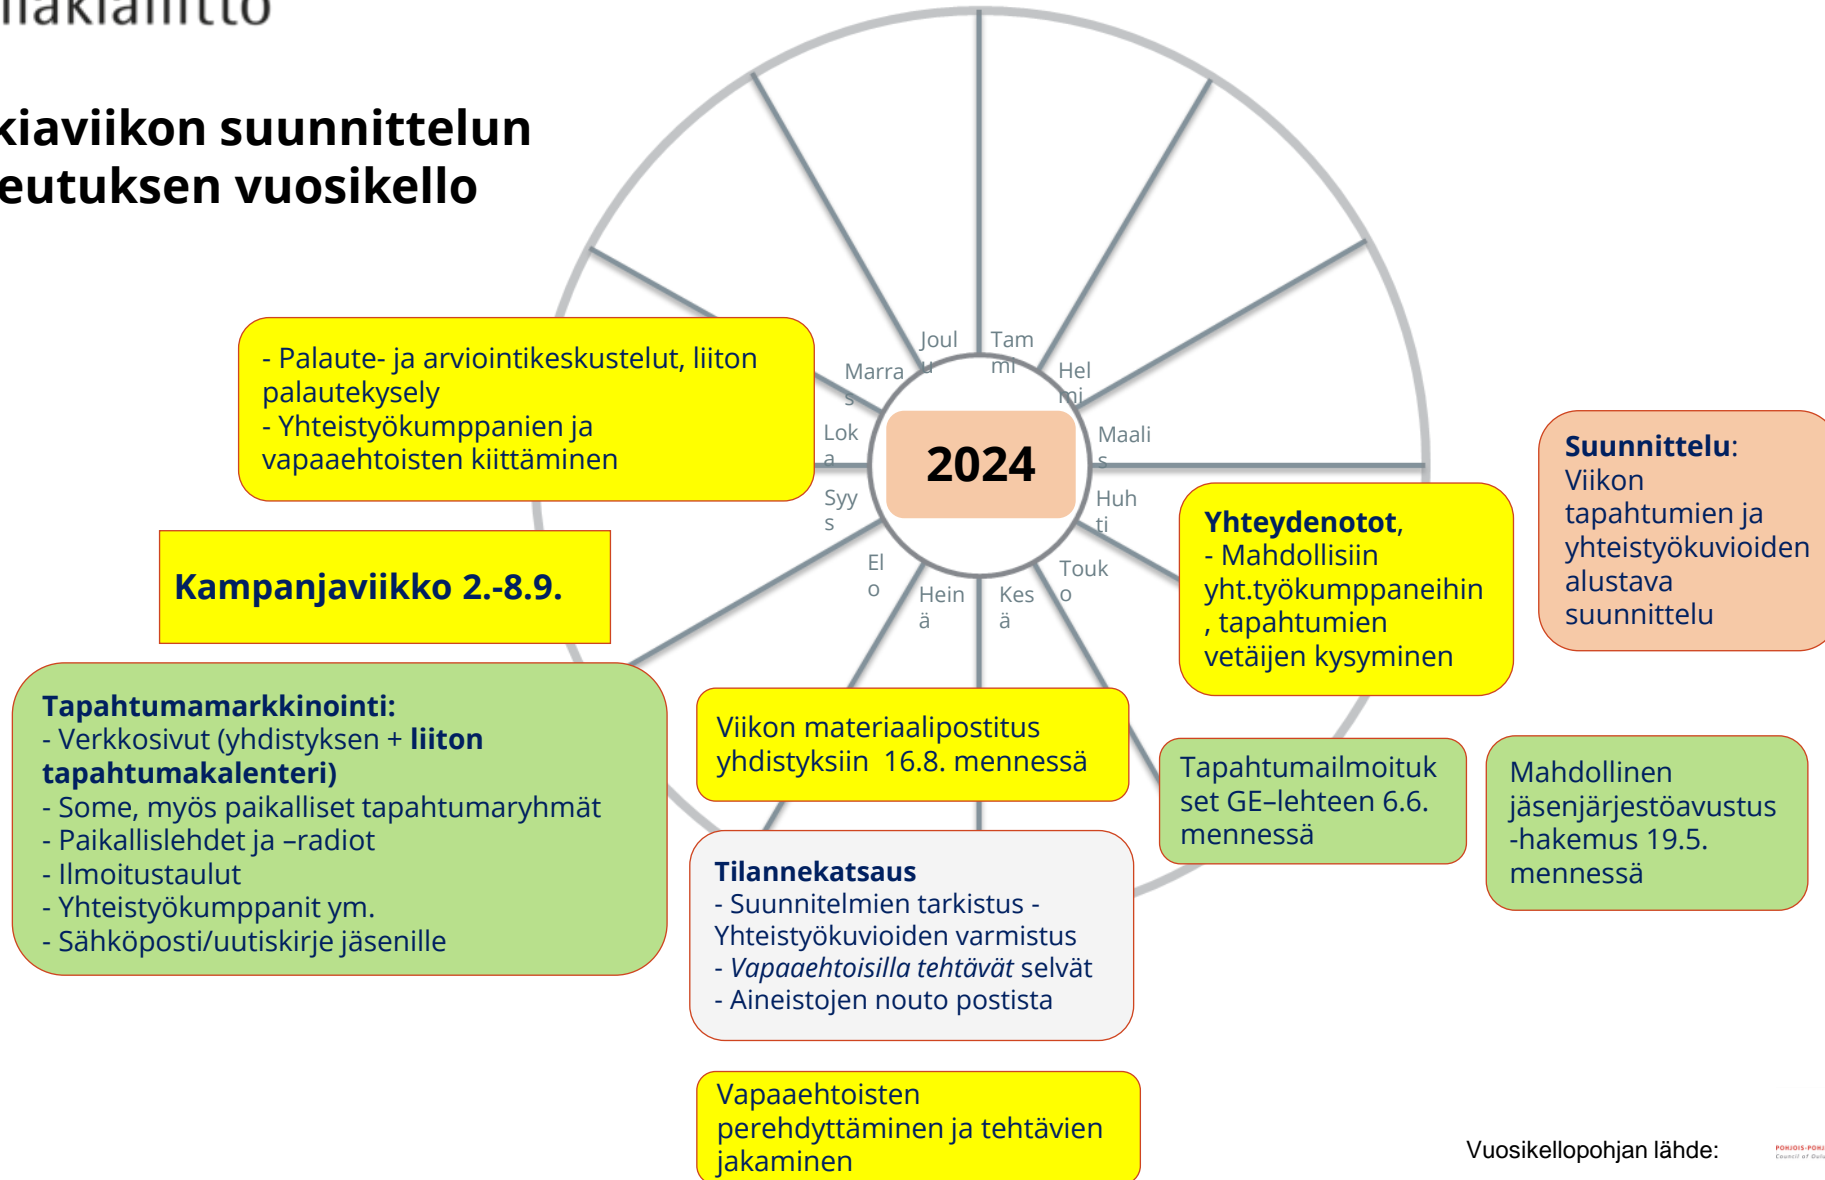 kiaviikon suunnittelun
eutuksen vuosikello
Joul
u
Tam
mi
Marra
s
Hel
mi
Lok
a
Maali
s
2024
Syy
s
Huh
ti
El
o
Touk
o
Hein
ä
Kes
ä
- Palaute- ja arviointikeskustelut, liiton
palautekysely
- Yhteistyökumppanien ja
vapaaehtoisten kiittäminen
Kampanjaviikko 2.-8.9.
Suunnittelu:
Viikon
tapahtumien ja
yhteistyökuvioiden
alustava
suunnittelu
Yhteydenotot,
- Mahdollisiin
yht.työkumppaneihin
, tapahtumien
vetäijen kysyminen
Tapahtumamarkkinointi:
- Verkkosivut (yhdistyksen + liiton
tapahtumakalenteri)
- Some, myös paikalliset tapahtumaryhmät
- Paikallislehdet ja –radiot
- Ilmoitustaulut
- Yhteistyökumppanit ym.
- Sähköposti/uutiskirje jäsenille
Viikon materiaalipostitus
yhdistyksiin 16.8. mennessä
Tapahtumailmoituk
set GE–lehteen 6.6.
mennessä
Mahdollinen
jäsenjärjestöavustus
-hakemus 19.5.
mennessä
Tilannekatsaus
- Suunnitelmien tarkistus -
Yhteistyökuvioiden varmistus
- Vapaaehtoisilla tehtävät selvät
- Aineistojen nouto postista
Vapaaehtoisten
perehdyttäminen ja tehtävien
jakaminen
Vuosikellopohjan lähde: